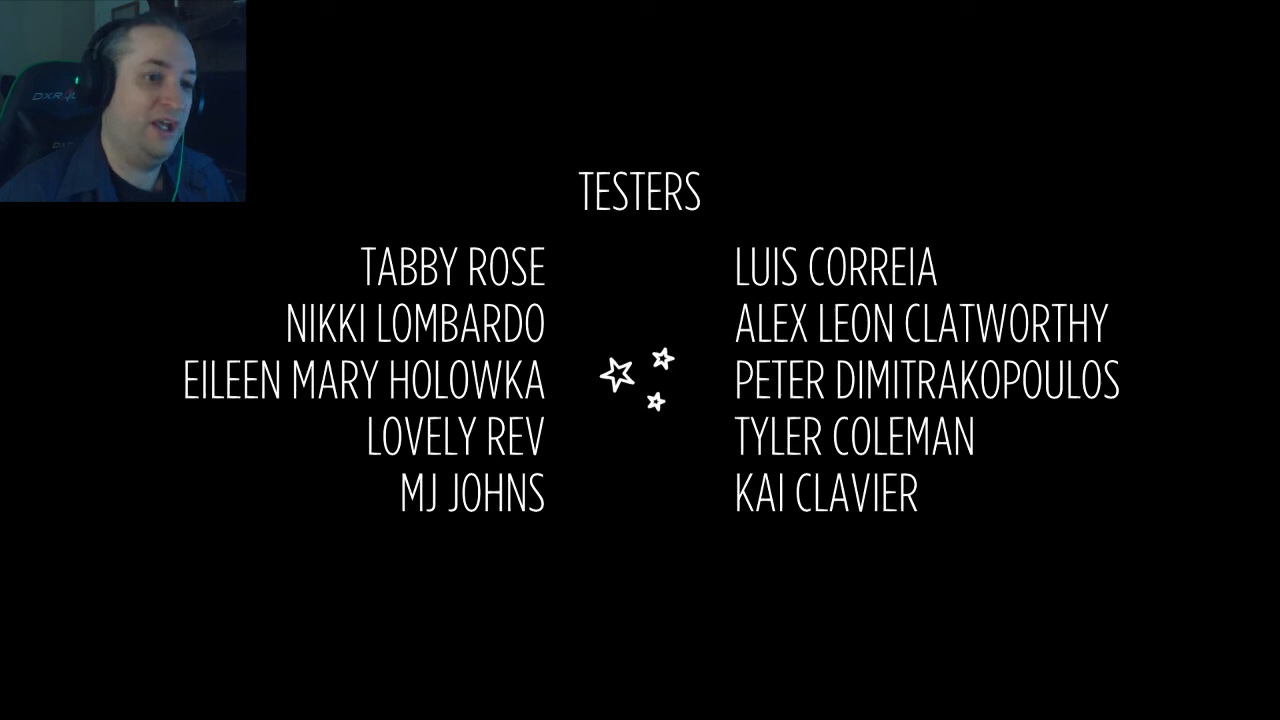 TESTERS
TABBY ROSE
NIKKI LOMBARDO
EILEEN MARY HOLOWKA
LOVELY REV
MJ JOHNS
LUIS CORREIA
ALEX LEON CLATWORTHY
PETER DIMITRAKOPOULOS
TYLER COLEMAN
KAI CLAVIER